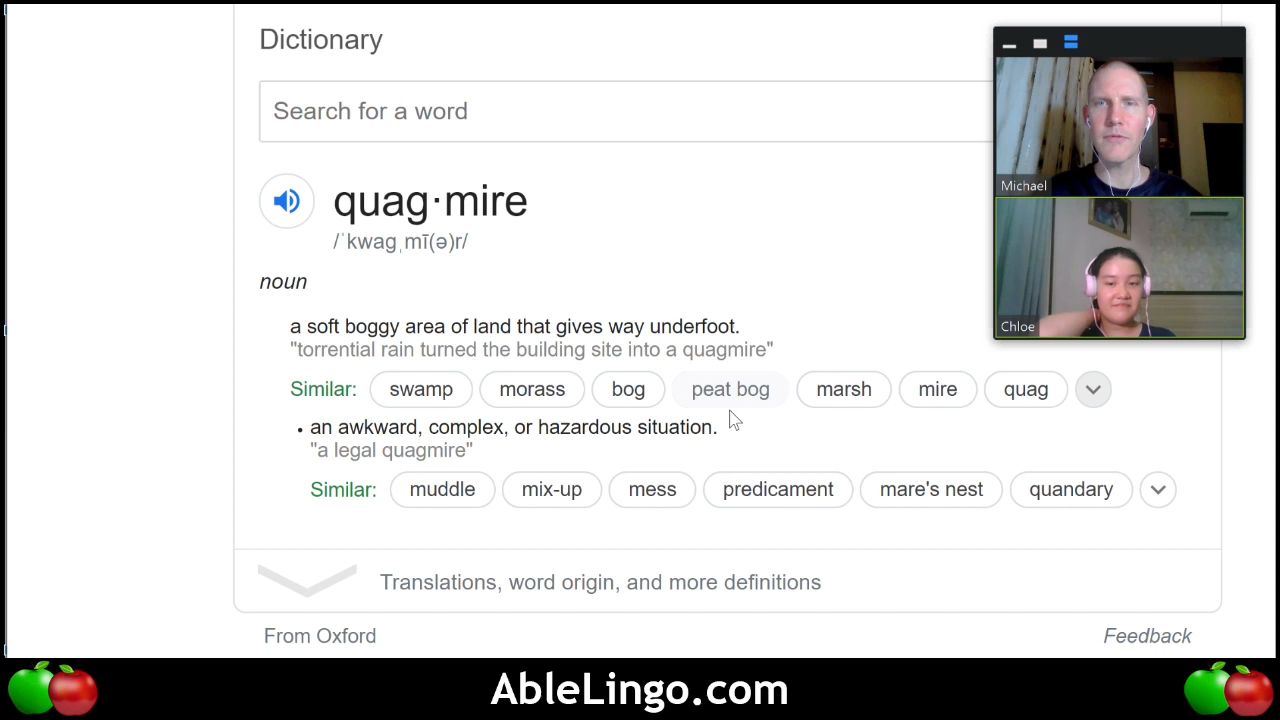 Dictionary
Search for a word
quag·mire
/ˈkwaɡˌmī(ə)r/
noun
a soft boggy area of land that gives way underfoot.
"torrential rain turned the building site into a quagmire"
Similar: swamp morass bog peat bog marsh mire quag
• an awkward, complex, or hazardous situation.
"a legal quagmire"
Similar: muddle mix-up mess predicament mare's nest quandary
Translations, word origin, and more definitions
From Oxford Feedback
Michael
Chloe
AbleLingo.com